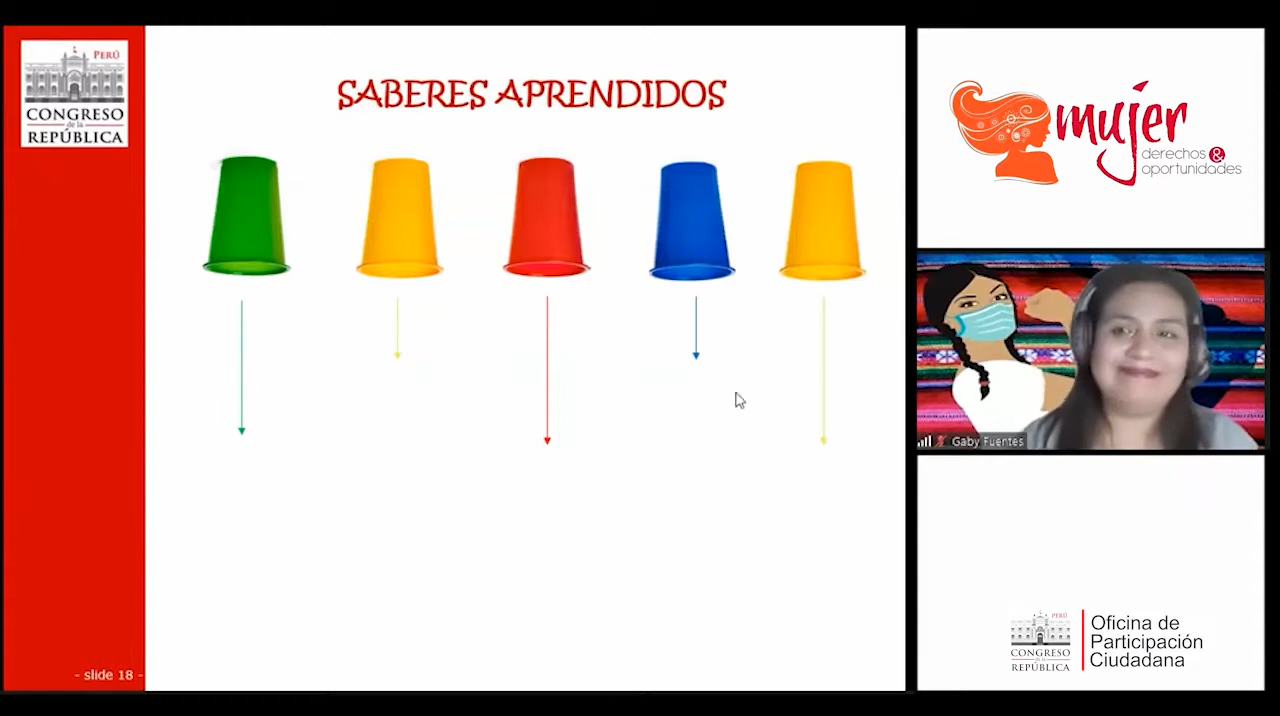 PERÚ
CONGRESO
de la
REPÚBLICA
SABERES APRENDIDOS
- slide 18 -
mujer
derechos &
oportunidades
Gaby Fuentes
PERÚ
CONGRESO
de la
REPÚBLICA
Oficina de
Participación
Ciudadana